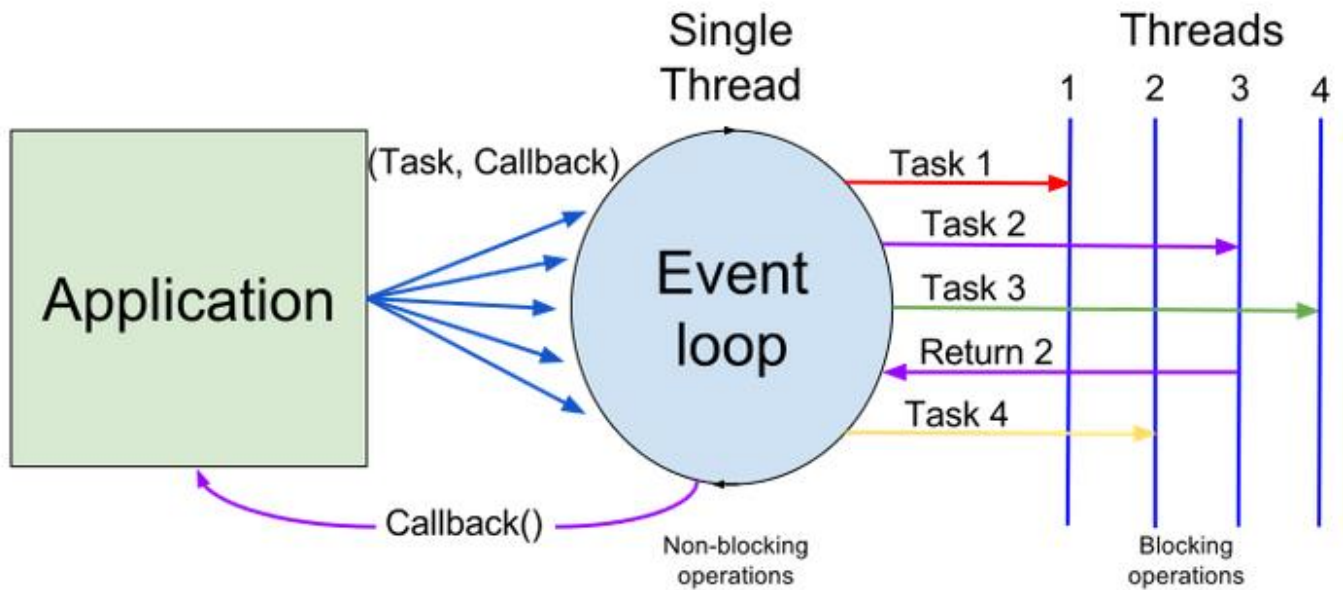 Single
Thread
Threads
1 2 3 4
(Task, Callback)
Task 1
Task 2
Application
Event
loop
Task 3
Return 2
Task 4
Callback()
Non-blocking
operations
Blocking
operations